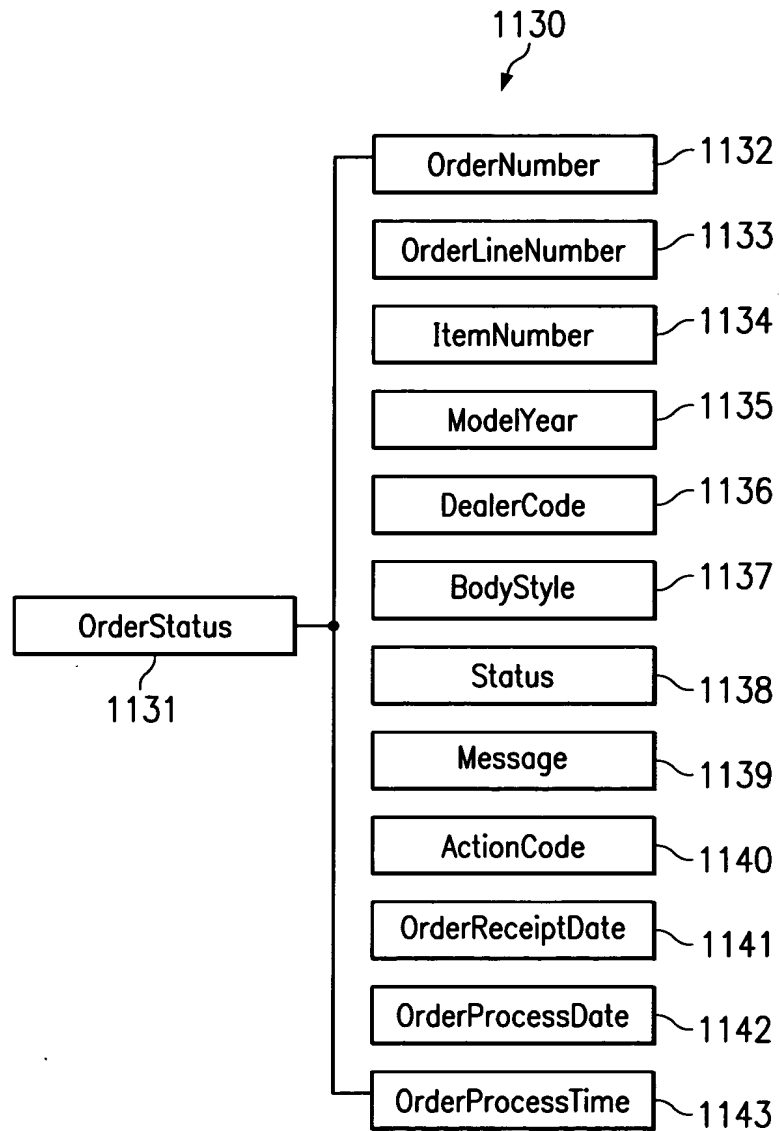 1130
OrderNumber 1132
OrderLineNumber 1133
ItemNumber 1134
ModelYear 1135
DealerCode 1136
BodyStyle 1137
OrderStatus
1131
Status 1138
Message 1139
ActionCode 1140
OrderReceiptDate 1141
OrderProcessDate 1142
OrderProcessTime 1143